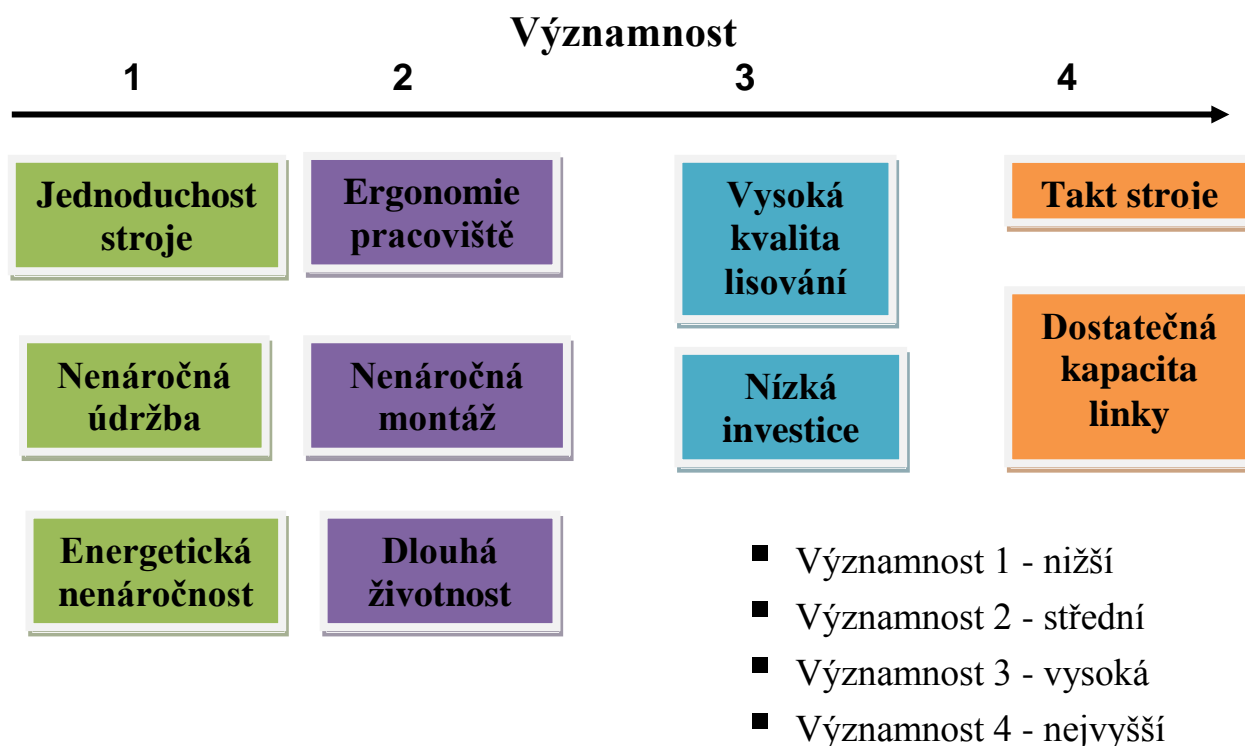 Významnost
1 2 3 4
Jednoduchost
stroje
Ergonomie
pracoviště
Vysoká
kvalita
lisování
Takt stroje
Nenáročná
údržba
Nenáročná
montáž
Nízká
investice
Dostatečná
kapacita
linky
Energetická
nenáročnost
Dlouhá
životnost
▪ Významnost 1 - nižší
▪ Významnost 2 - střední
▪ Významnost 3 - vysoká
▪ Významnost 4 - nejvyšší